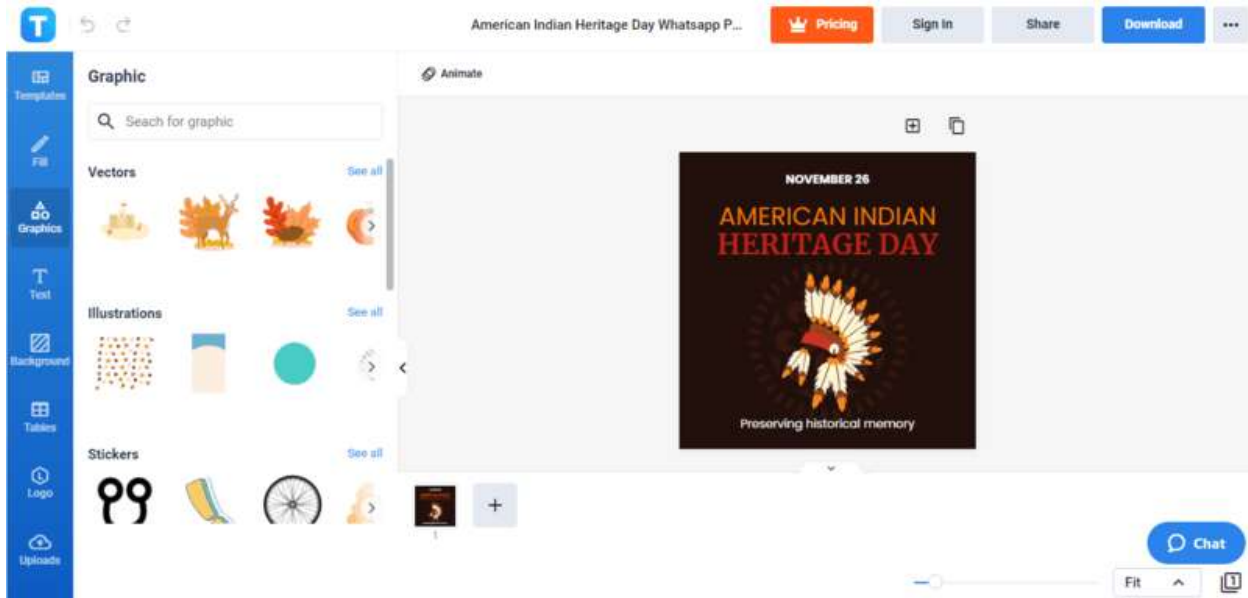 T
American Indian Heritage Day Whatsapp P...
Pricing
Sign In
Share
Download
Templates
Fill
Graphics
Text
Background
Tables
Logo
Uploads
Graphic
Seach for graphic
Vectors
See all
Illustrations
See all
Stickers
See all
Animate
NOVEMBER 26
AMERICAN INDIAN
HERITAGE DAY
Preserving historical memory
1
Chat
Fit
1